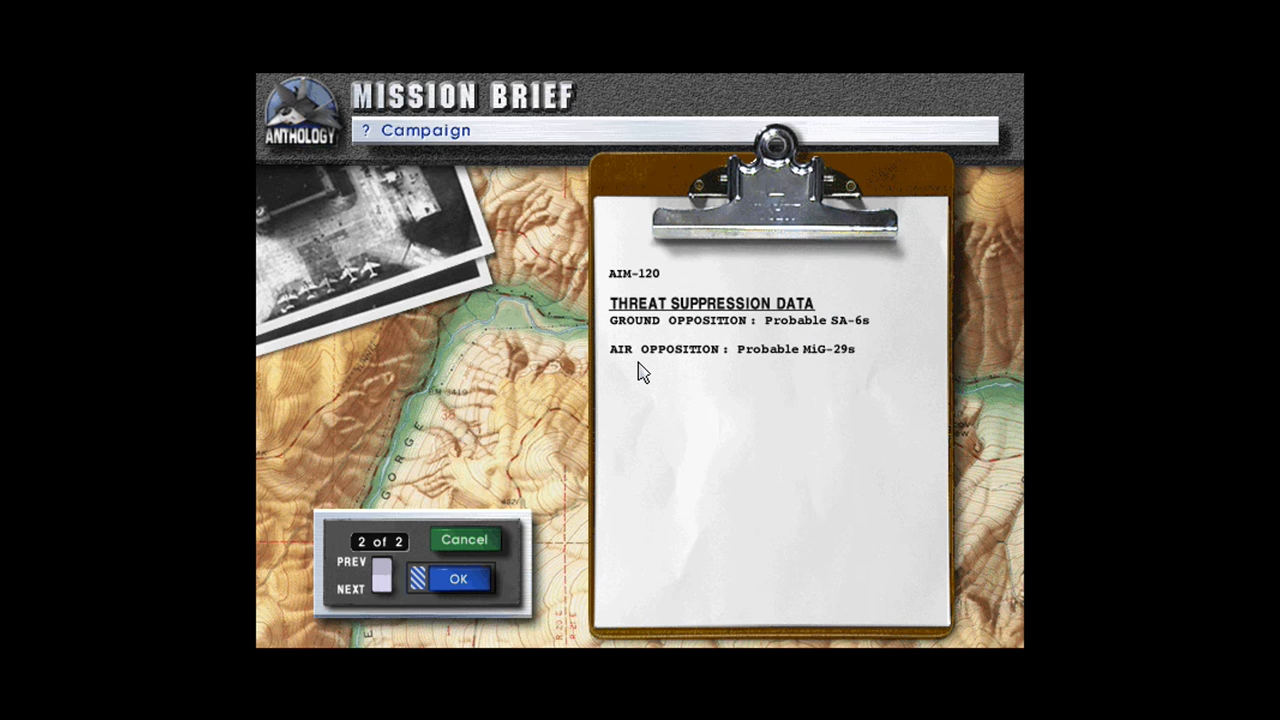 MISSION BRIEF
ANTHOLOGY
? Campaign
AIM-120
THREAT SUPPRESSION DATA
GROUND OPPOSITION: Probable SA-6s
AIR OPPOSITION: Probable MiG-29s
GORGE
2 of 2
Cancel
PREV
NEXT
OK